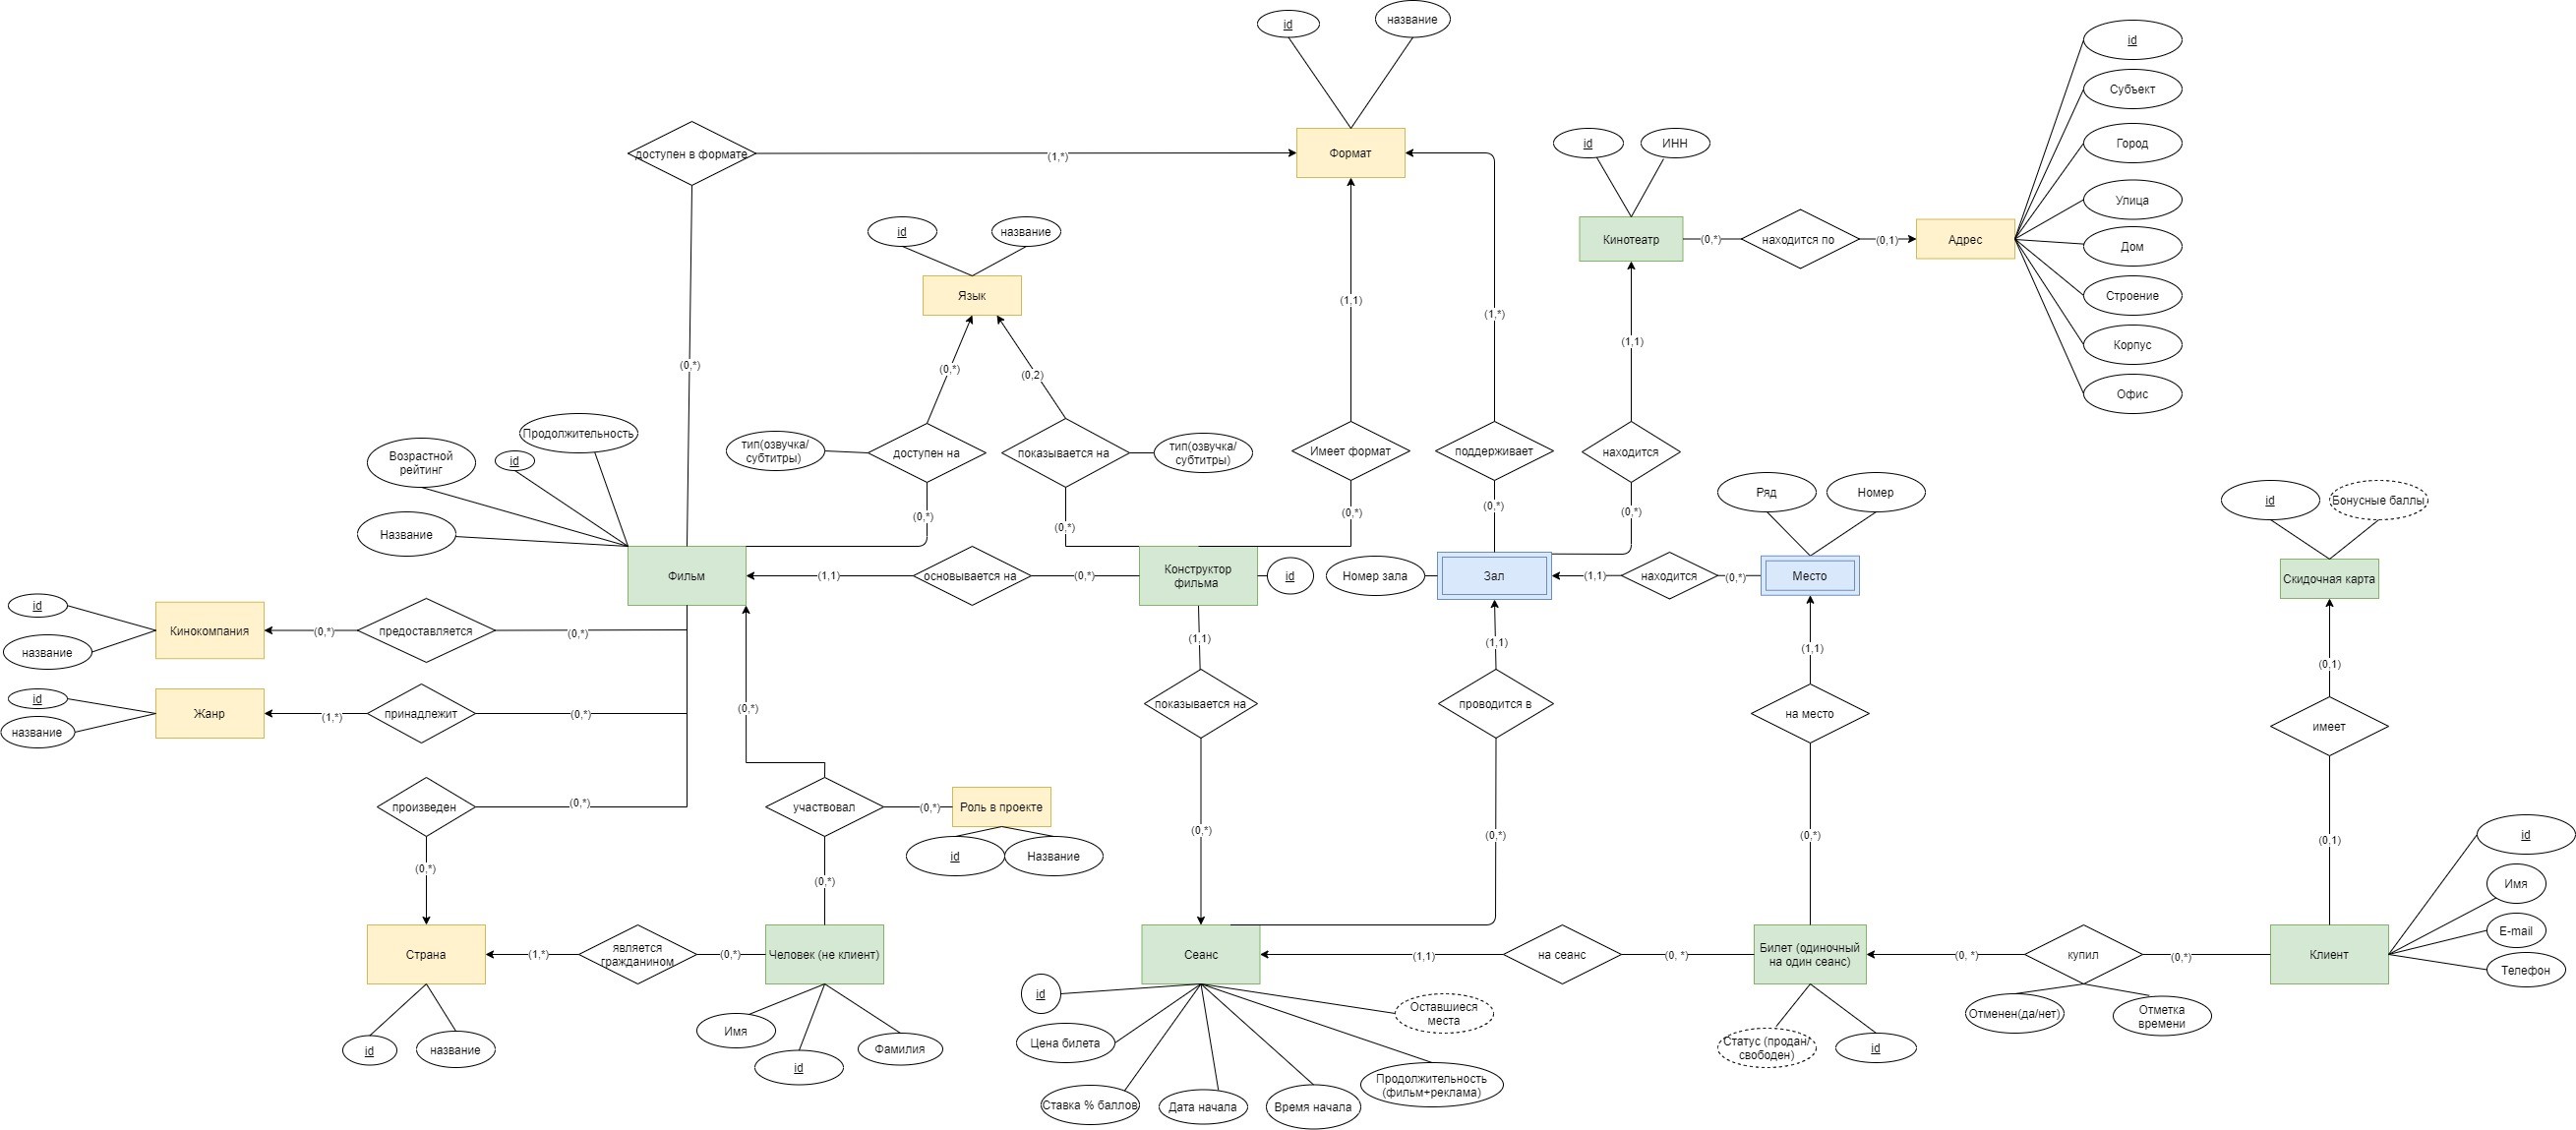 id
название
id
Субъект
Город
Улица
Дом
Строение
Корпус
Офис
доступен в формате
(1,*)
Формат
id
ИНН
id
название
Кинотеатр
(0,*)
находится по
(0,1)
Адрес
Язык
(1,1)
(1,*)
(1,1)
(0,*)
(0,*)
(0,2)
Продолжительность
Возрастной
рейтинг
id
Название
тип(озвучка/
субтитры)
доступен на
показывается на
тип(озвучка/
субтитры)
Имеет формат
поддерживает
находится
(0,*)
(0,*)
(0,*)
(0,*)
(0,*)
Ряд
Номер
id
Бонусные баллы
Фильм
(1,1)
основывается на
(0,*)
Конструктор
фильма
id
Номер зала
Зал
(1,1)
находится
(0,*)
Место
Скидочная карта
id
название
Кинокомпания
(0,*)
предоставляется
(0,*)
(1,1)
(1,1)
(1,1)
(0,1)
id
название
Жанр
(1,*)
принадлежит
(0,*)
(0,*)
показывается на
проводится в
на место
имеет
произведен
(0,*)
участвовал
(0,*)
Роль в проекте
id
Название
(0,*)
(0,*)
(0,*)
(0,*)
(0,*)
(0,1)
id
Имя
E-mail
Телефон
Страна
(1,*)
является
гражданином
(0,*)
Человек (не клиент)
Сеанс
(1,1)
на сеанс
(0, *)
Билет (одиночный
на один сеанс)
(0, *)
купил
(0,*)
Клиент
id
название
Имя
id
Фамилия
id
Цена билета
Ставка % баллов
Дата начала
Время начала
Продолжительность
(фильм+реклама)
Оставшиеся
места
Статус (продан/
свободен)
id
Отменен(да/нет)
Отметка
времени